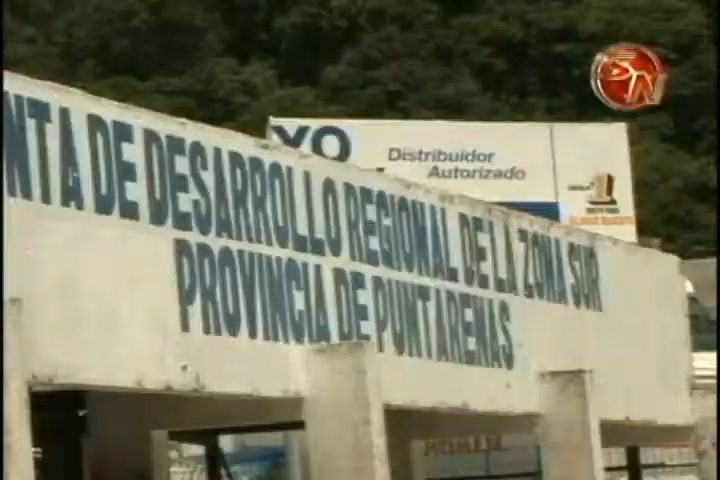 NTA DE DESARROLLO REGIONAL DE LA ZONA SUR
PROVINCIA DE PUNTARENAS
YO
Distribuidor
Autorizado